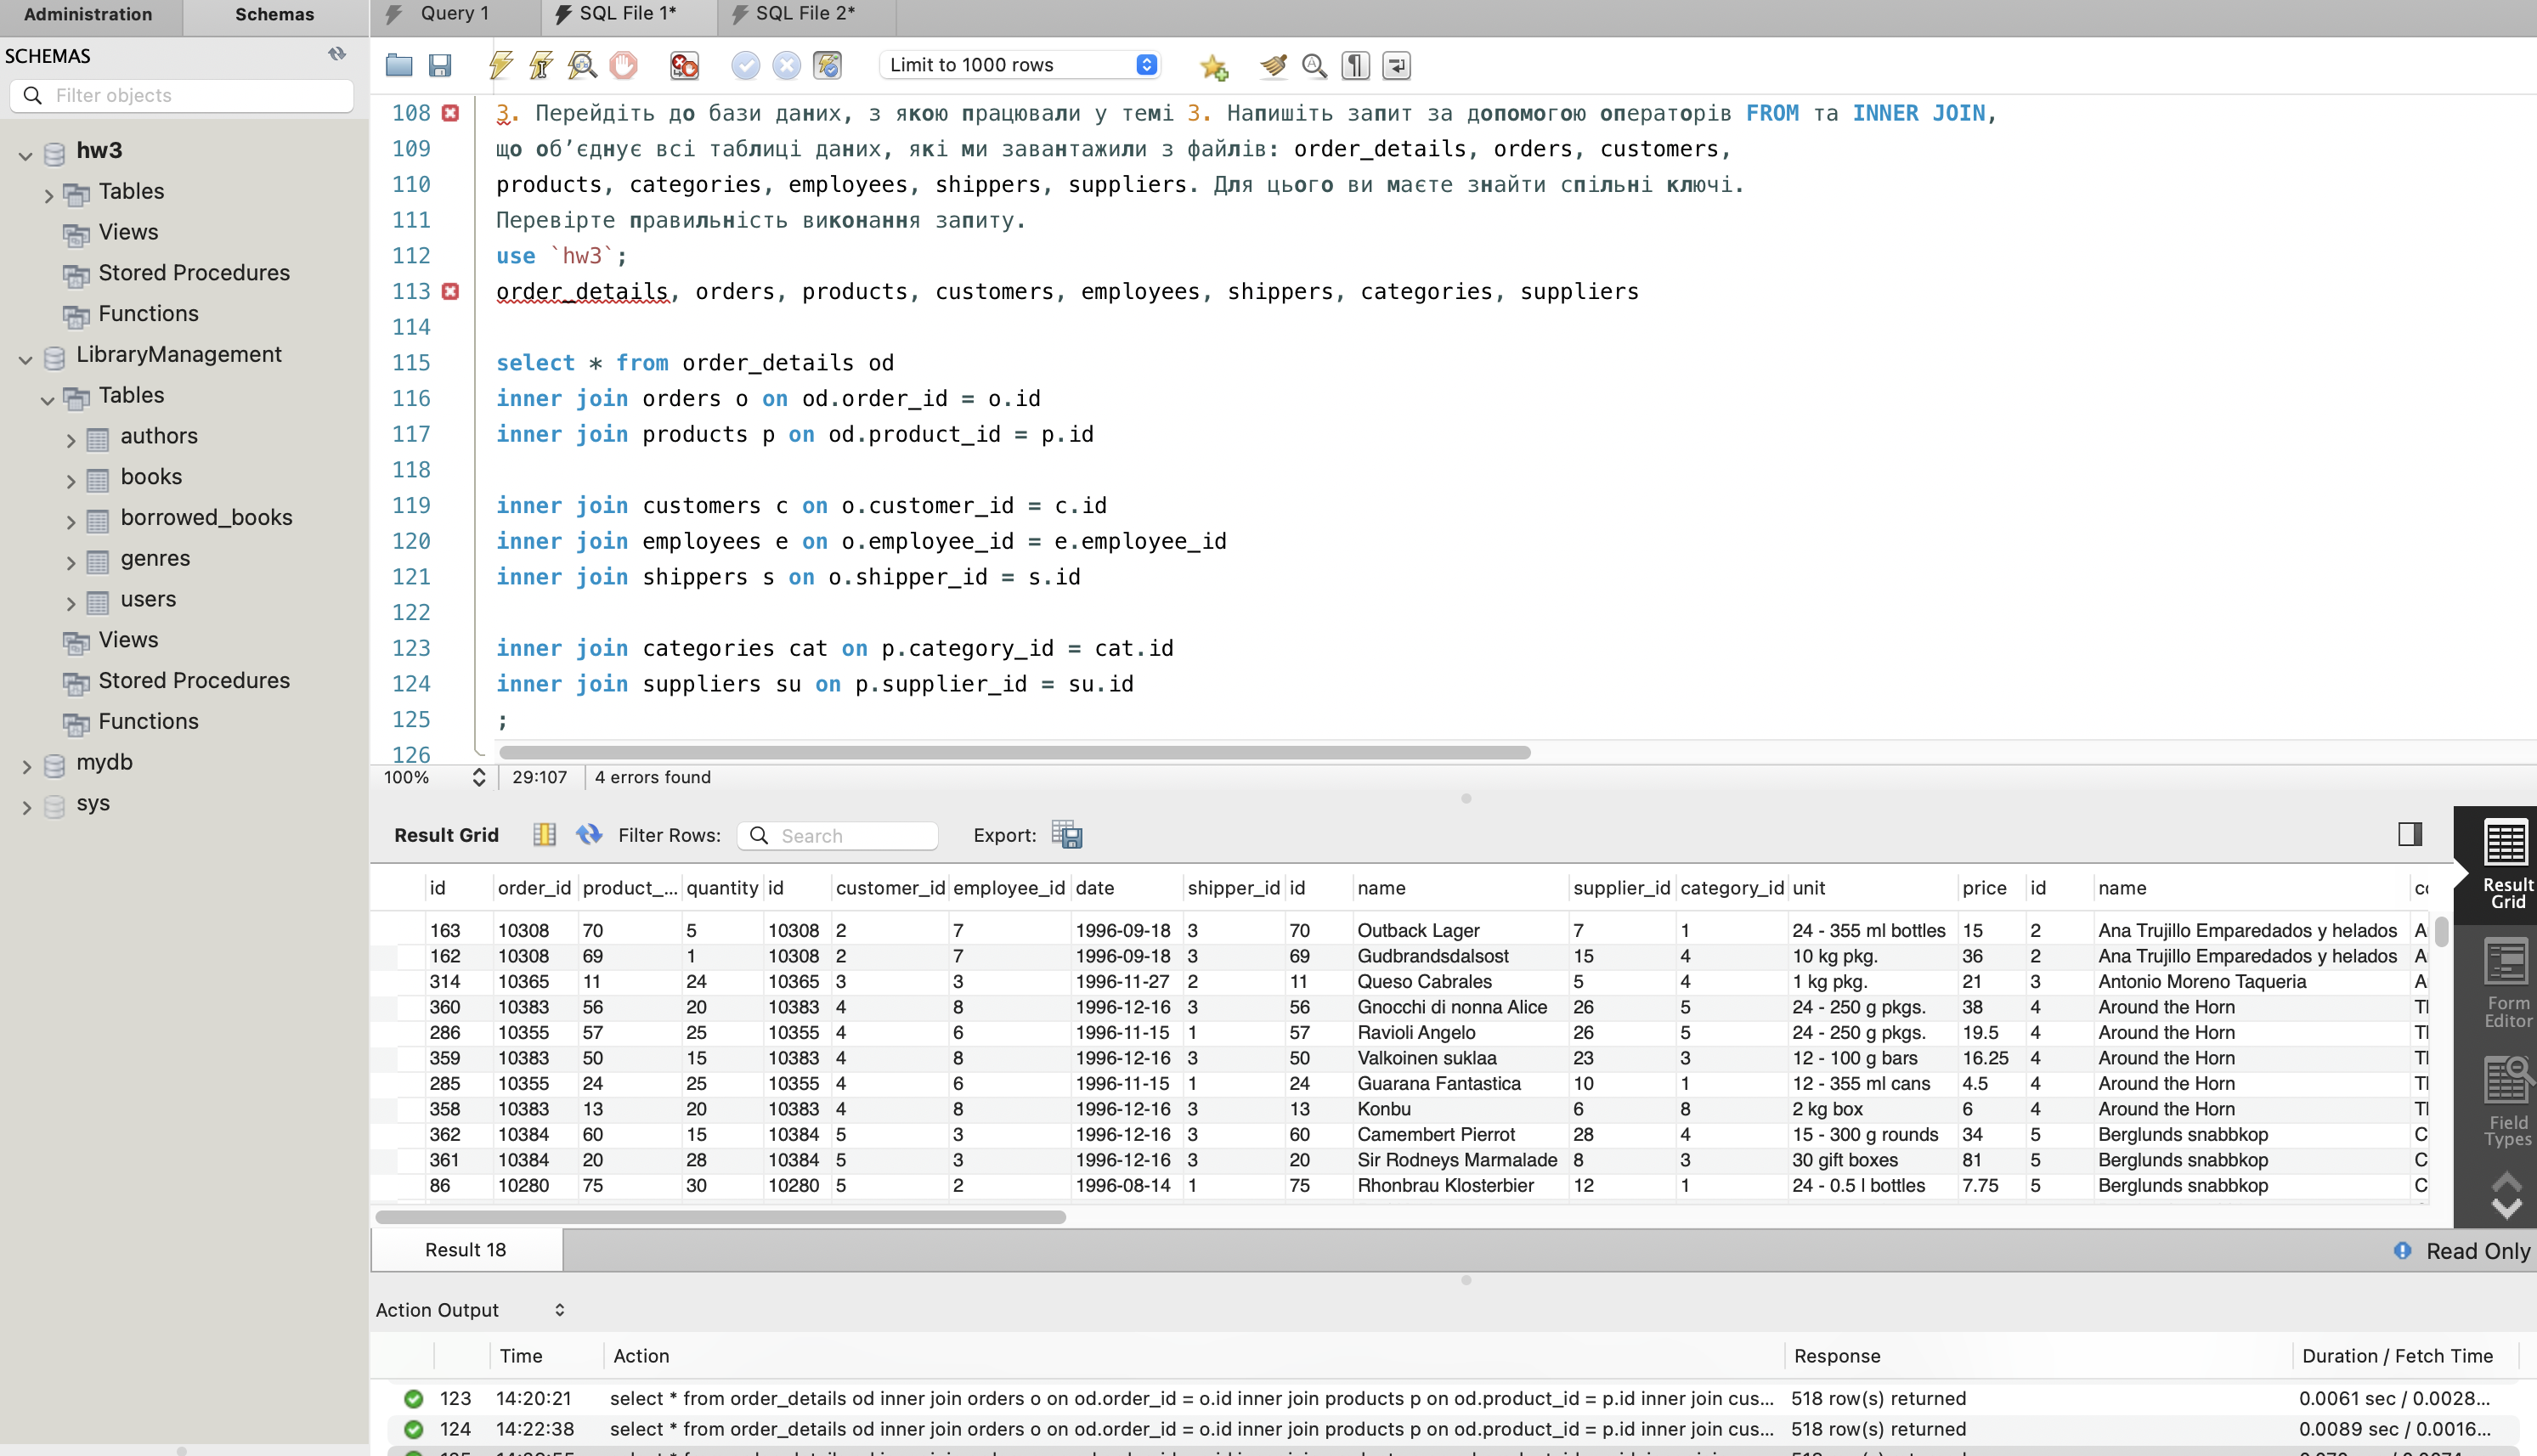 Administration
Schemas
Query 1
SQL File 1*
SQL File 2*
SCHEMAS
Filter objects
Limit to 1000 rows
hw3
Tables
Views
Stored Procedures
Functions
LibraryManagement
Tables
authors
books
borrowed_books
genres
users
Views
Stored Procedures
Functions
mydb
sys
108 3. Перейдіть до бази даних, з якою працювали у темі 3. Напишіть запит за допомогою операторів FROM та INNER JOIN,
109 що об’єднує всі таблиці даних, які ми завантажили з файлів: order_details, orders, customers,
110 products, categories, employees, shippers, suppliers. Для цього ви маєте знайти спільні ключі.
111 Перевірте правильність виконання запиту.
112 use `hw3`;
113 order_details, orders, products, customers, employees, shippers, categories, suppliers
114
115 select * from order_details od
116 inner join orders o on od.order_id = o.id
117 inner join products p on od.product_id = p.id
118
119 inner join customers c on o.customer_id = c.id
120 inner join employees e on o.employee_id = e.employee_id
121 inner join shippers s on o.shipper_id = s.id
122
123 inner join categories cat on p.category_id = cat.id
124 inner join suppliers su on p.supplier_id = su.id
125 ;
126
100% 29:107 4 errors found
Result Grid Filter Rows: Search Export:
id order_id product_... quantity id customer_id employee_id date shipper_id id name supplier_id category_id unit price id name
163 10308 70 5 10308 2 7 1996-09-18 3 70 Outback Lager 7 1 24 - 355 ml bottles 15 2 Ana Trujillo Emparedados y helados A
162 10308 69 1 10308 2 7 1996-09-18 3 69 Gudbrandsdalsost 15 4 10 kg pkg. 36 2 Ana Trujillo Emparedados y helados A
314 10365 11 24 10365 3 3 1996-11-27 2 11 Queso Cabrales 5 4 1 kg pkg. 21 3 Antonio Moreno Taqueria A
360 10383 56 20 10383 4 8 1996-12-16 3 56 Gnocchi di nonna Alice 26 5 24 - 250 g pkgs. 38 4 Around the Horn
286 10355 57 25 10355 4 6 1996-11-15 1 57 Ravioli Angelo 26 5 24 - 250 g pkgs. 19.5 4 Around the Horn
359 10383 50 15 10383 4 8 1996-12-16 3 50 Valkoinen suklaa 23 3 12 - 100 g bars 16.25 4 Around the Horn
285 10355 24 25 10355 4 6 1996-11-15 1 24 Guarana Fantastica 10 1 12 - 355 ml cans 4.5 4 Around the Horn
358 10383 13 20 10383 4 8 1996-12-16 3 13 Konbu 6 8 2 kg box 6 4 Around the Horn
362 10384 60 15 10384 5 3 1996-12-16 3 60 Camembert Pierrot 28 4 15 - 300 g rounds 34 5 Berglunds snabbkop C
361 10384 20 28 10384 5 3 1996-12-16 3 20 Sir Rodneys Marmalade 8 3 30 gift boxes 81 5 Berglunds snabbkop C
86 10280 75 30 10280 5 2 1996-08-14 1 75 Rhonbrau Klosterbier 12 1 24 - 0.5 l bottles 7.75 5 Berglunds snabbkop C
Result Grid
Form Editor
Field Types
Result 18
Read Only
Action Output
Time Action Response Duration / Fetch Time
123 14:20:21 select * from order_details od inner join orders o on od.order_id = o.id inner join products p on od.product_id = p.id inner join cus... 518 row(s) returned 0.0061 sec / 0.0028...
124 14:22:38 select * from order_details od inner join orders o on od.order_id = o.id inner join products p on od.product_id = p.id inner join cus... 518 row(s) returned 0.0089 sec / 0.0016...